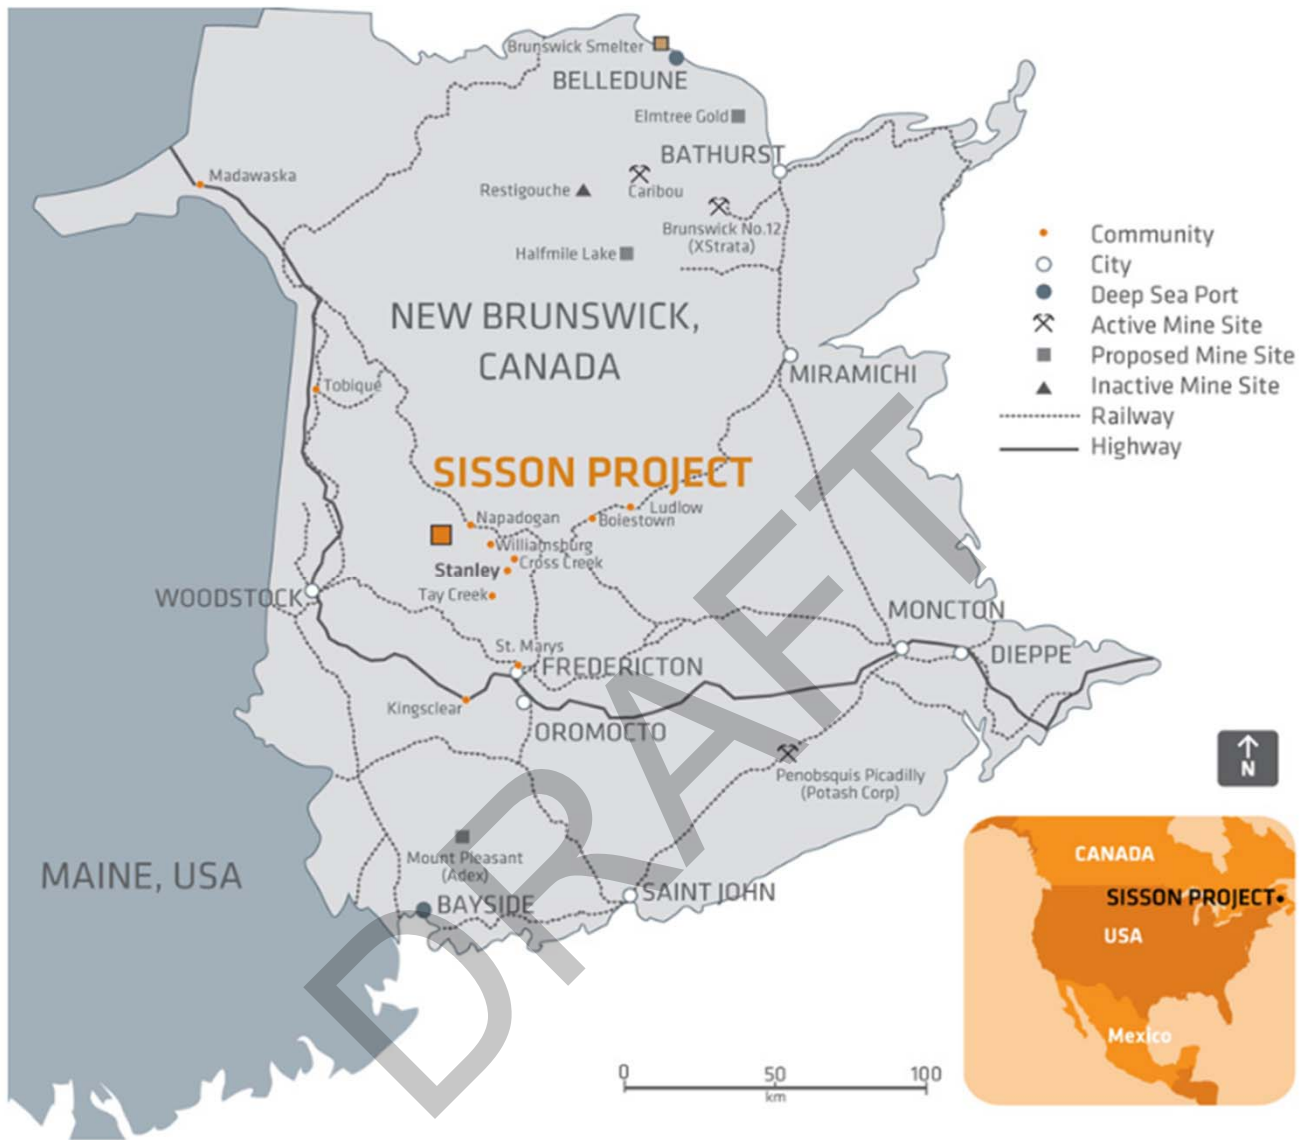 Brunswick Smelter
BELLEDUNE
Elmtree Gold
BATHURST
Madawaska
Restigouche
Caribou
Brunswick No.12
(XStrata)
Halfmile Lake
Community
City
Deep Sea Port
Active Mine Site
Proposed Mine Site
Inactive Mine Site
Railway
Highway
NEW BRUNSWICK,
CANADA
MIRAMICHI
Tobique
SISSON PROJECT
Napadogan
Ludlow
Boiestown
Williamsburg
Cross Creek
Stanley
Tay Creek
WOODSTOCK
MONCTON
St. Marys
FREDERICTON
DIEPPE
Kingsclear
OROMOCTO
Penobsquis Picadilly
(Potash Corp)
N
Mount Pleasant
(Adex)
MAINE, USA
BAYSIDE
SAINT JOHN
DRAFT
CANADA
SISSON PROJECT
USA
Mexico
0 50 100
km